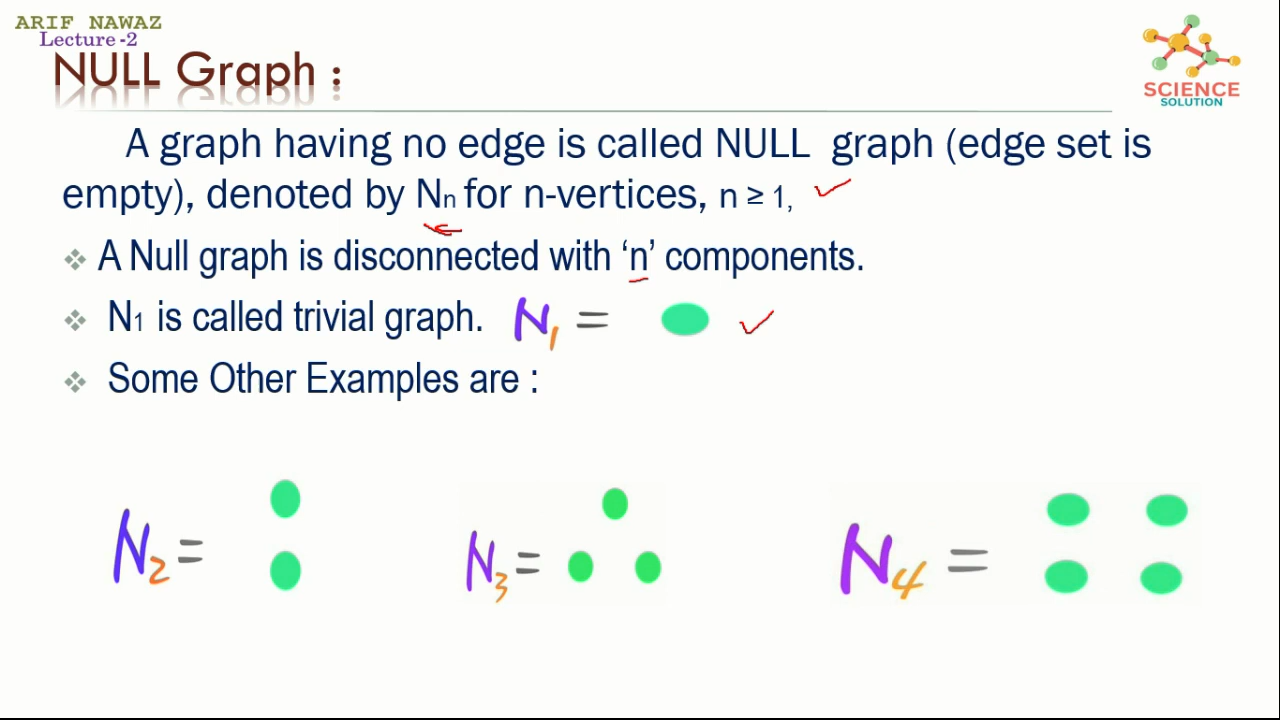 ARIF NAWAZ
Lecture -2
NULL Graph :
SCIENCE
SOLUTION
A graph having no edge is called NULL graph (edge set is
empty), denoted by Nn for n-vertices, n ≥ 1,
❖ A Null graph is disconnected with ‘n’ components.
❖ N1 is called trivial graph. N1 =
❖ Some Other Examples are :
N2 = N3 = N4 =